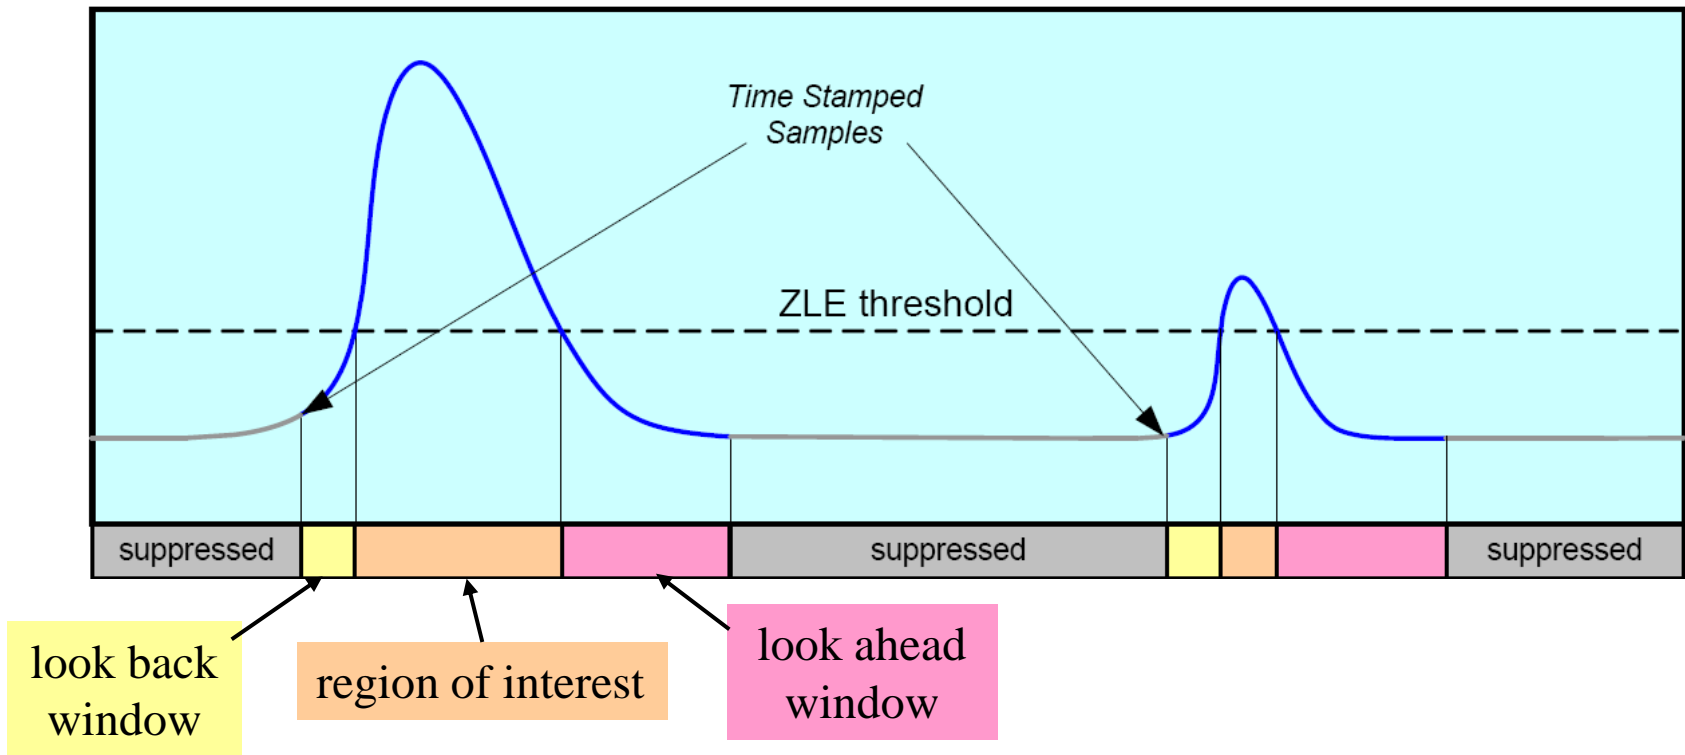 Time Stamped
Samples
ZLE threshold
suppressed
suppressed
suppressed
look back
window
region of interest
look ahead
window